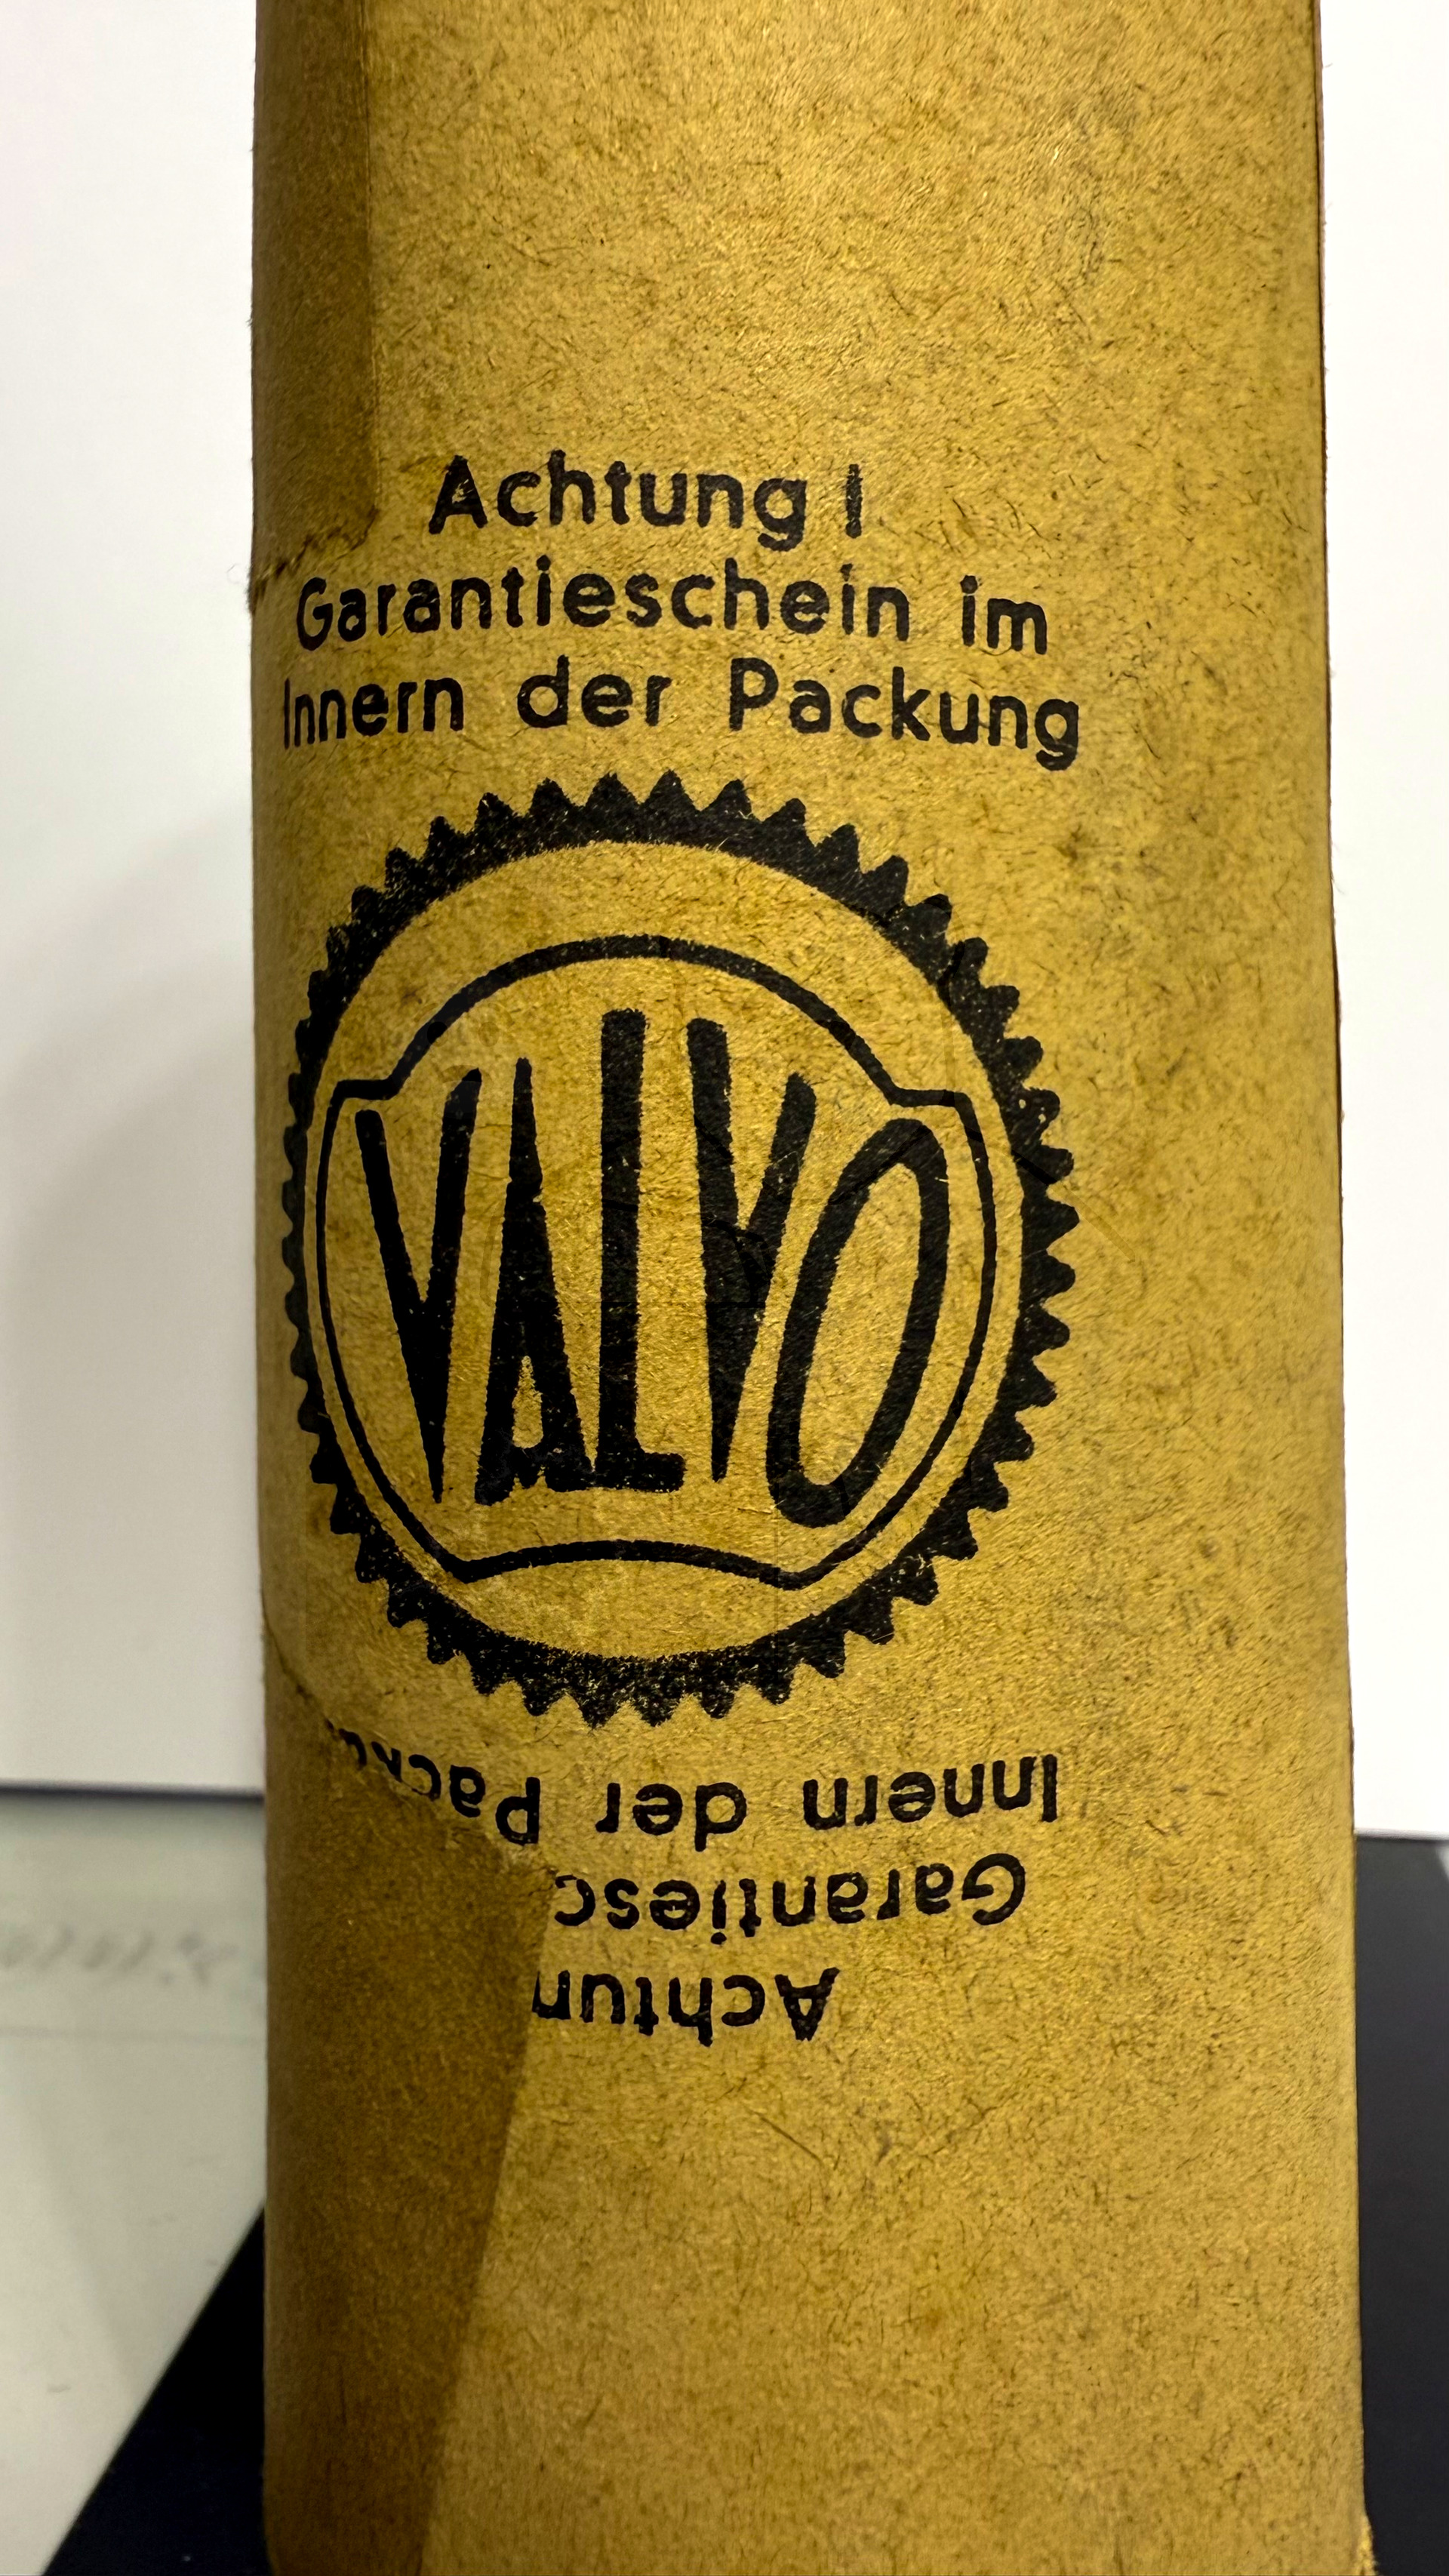 Achtung!
Garantieschein im
Innern der Packung
VALVO
Innern der
Garantiesc
Achtun